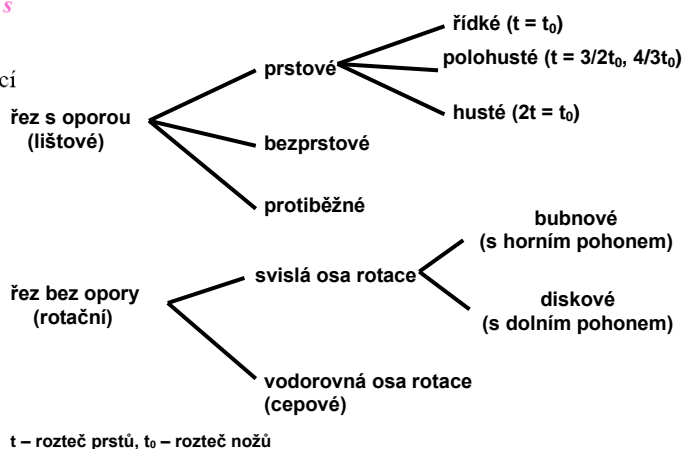 s
cí
řez s oporou
(lištové)
prstové
řídké (t = t₀)
polohusté (t = 3/2t₀, 4/3t₀)
husté (2t = t₀)
bezprstové
protiběžné
řez bez opory
(rotační)
svislá osa rotace
bubnové
(s horním pohonem)
diskové
(s dolním pohonem)
vodorovná osa rotace
(cepové)
t – rozteč prstů, t₀ – rozteč nožů